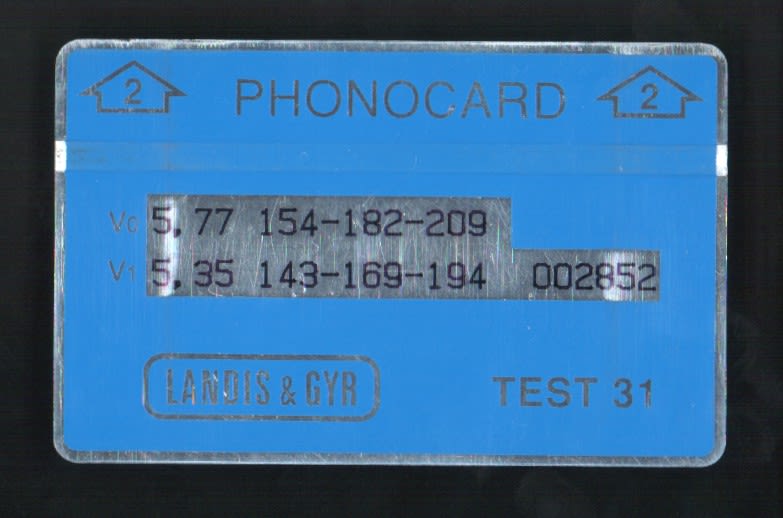 2 PHONOCARD 2
V0 5,77 154-182-209
V1 5,35 143-169-194 002852
LANDIS & GYR TEST 31